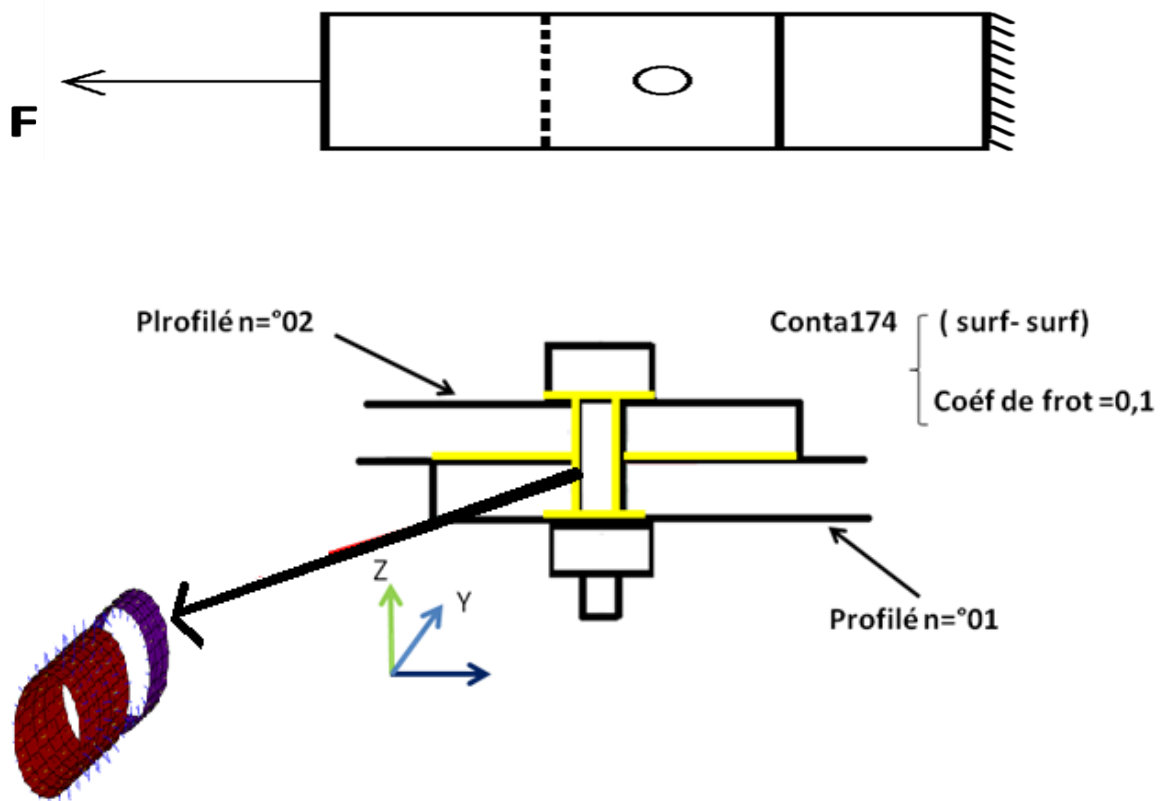 F
Plrofilé n=°02
Conta174 ( surf- surf)
Coéf de frot =0,1
Z
Y
Profilé n=°01